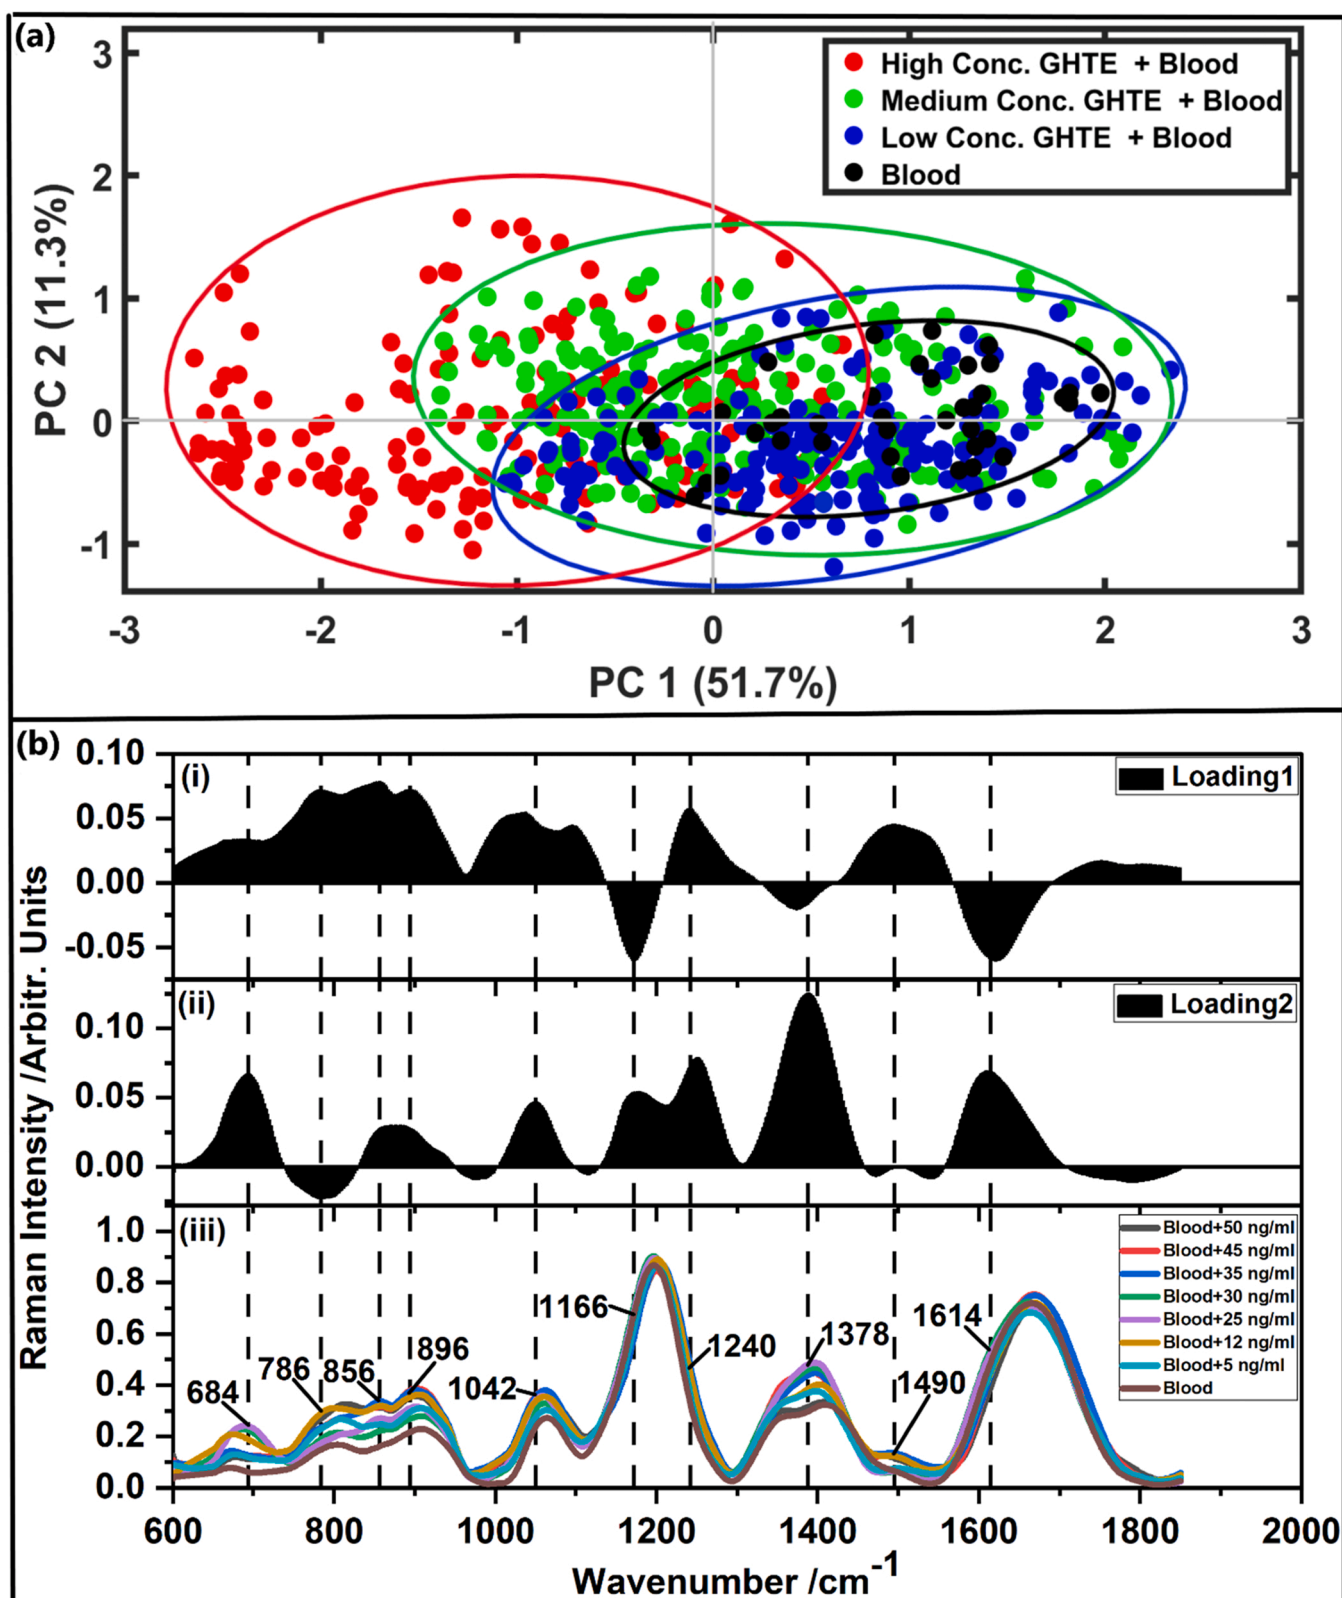 (a)
3
2
1
0
-1
PC 2 (11.3%)
High Conc. GHTE + Blood
Medium Conc. GHTE + Blood
Low Conc. GHTE + Blood
Blood
-3 -2 -1 0 1 2 3
PC 1 (51.7%)
(b)
Raman Intensity /Arbitr. Units
(i)
Loading1
0.10
0.05
0.00
-0.05
(ii)
Loading2
0.10
0.05
0.00
(iii)
1.0
0.8
0.6
0.4
0.2
0.0
Blood+50 ng/ml
Blood+45 ng/ml
Blood+35 ng/ml
Blood+30 ng/ml
Blood+25 ng/ml
Blood+12 ng/ml
Blood+5 ng/ml
Blood
684
786
856
896
1042
1166
1240
1378
1490
1614
600 800 1000 1200 1400 1600 1800 2000
Wavenumber /cm-1